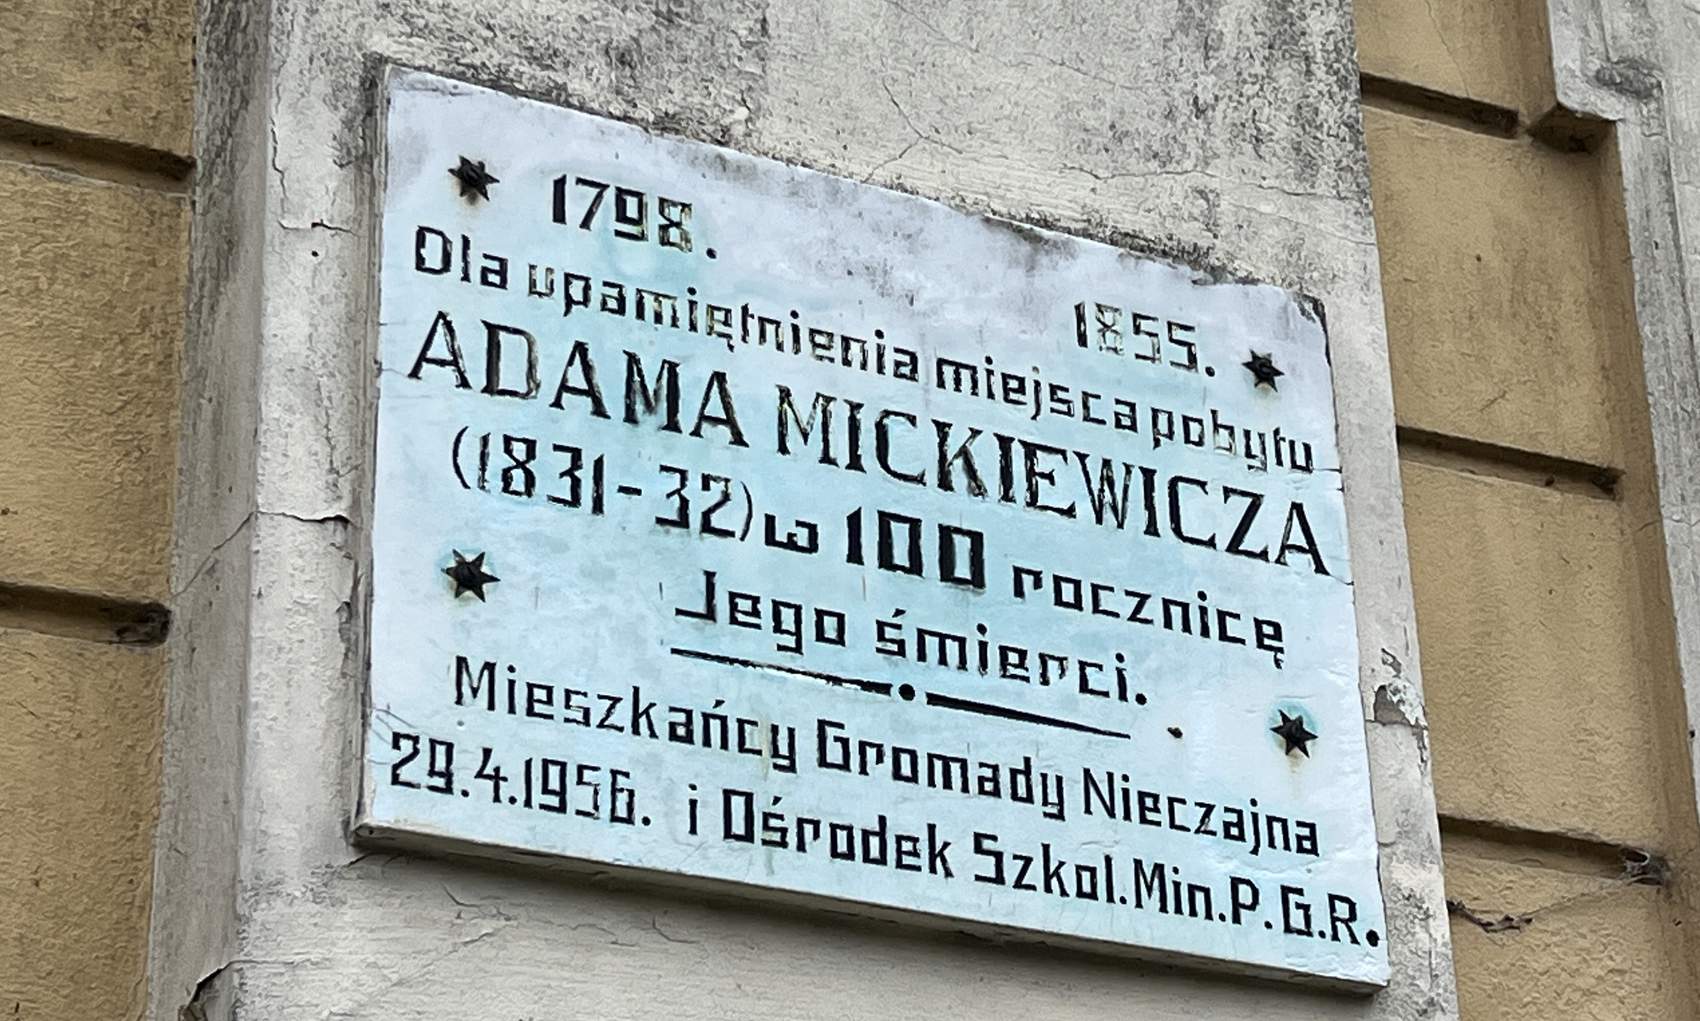 1798.
1855.
Dla upamiętnienia miejsca pobytu
ADAMA MICKIEWICZA
(1831-32) w 100 rocznicę
Jego śmierci.
Mieszkańcy Gromady Nieczajna
29.4.1956. i Ośrodek Szkol. Min. P.G.R.